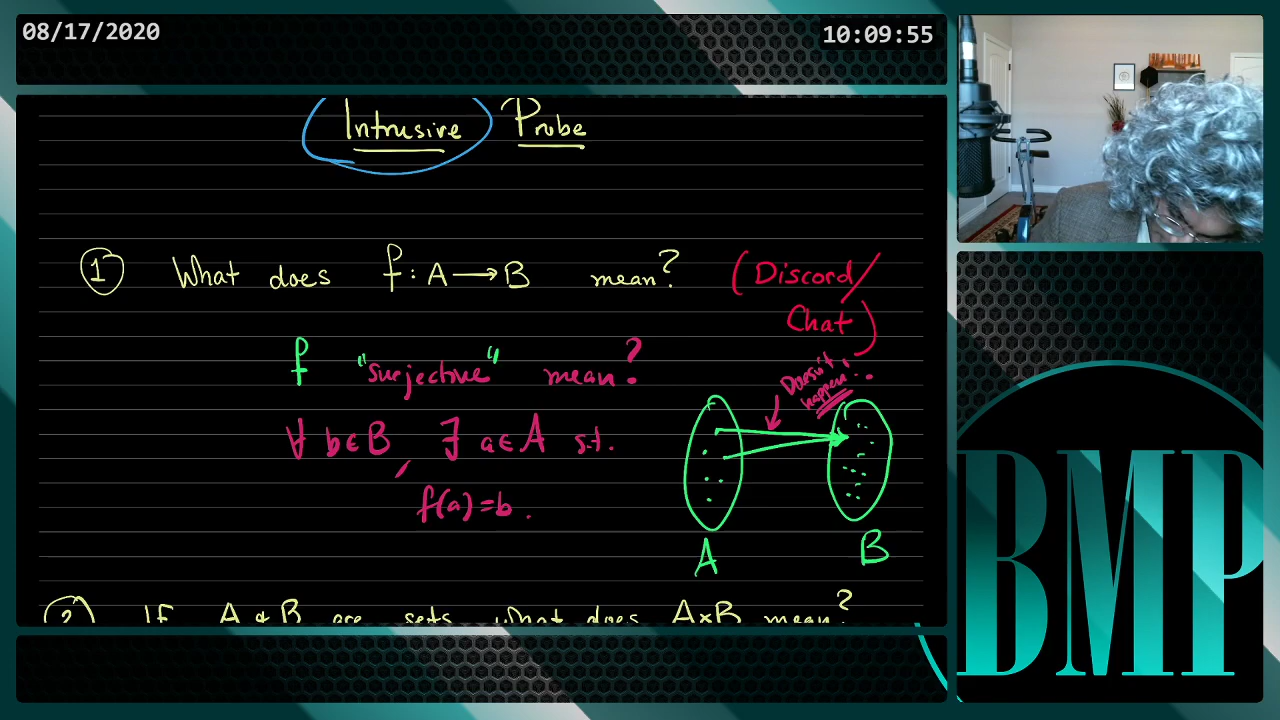 08/17/2020
10:09:55
Intrusive Probe
① What does f : A → B mean? (Discord/
Chat)
f "surjective" mean?
Doesn't
happen
∀ b ∈ B, ∃ a ∈ A s.t.
f(a) = b.
A B
② If A & B are sets what does A×B mean?
BMP